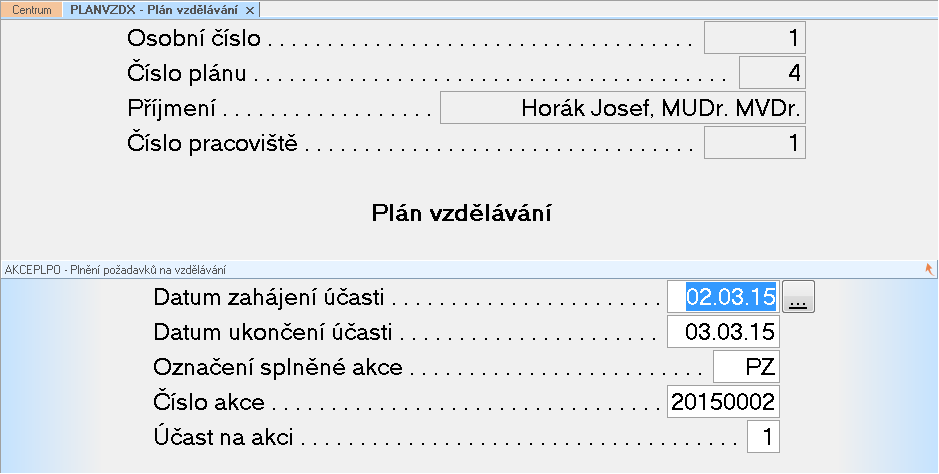 Centrum PLANVZDX - Plán vzdělávání ×
Osobní číslo . . . . . . . . . . . . . . . . . . . . . . . . . . . . . . . . . . . . 1
Číslo plánu . . . . . . . . . . . . . . . . . . . . . . . . . . . . . . . . . . . . . . . . 4
Příjmení . . . . . . . . . . . . . . . . . . Horák Josef, MUDr. MVDr.
Číslo pracoviště . . . . . . . . . . . . . . . . . . . . . . . . . . . . . . . . . 1
Plán vzdělávání
AKCEPLPO - Plnění požadavků na vzdělávání
Datum zahájení účasti . . . . . . . . . . . . . . . . . . . . . . . 02.03.15 ...
Datum ukončení účasti . . . . . . . . . . . . . . . . . . . . . . 03.03.15
Označení splněné akce . . . . . . . . . . . . . . . . . . . . . . . . . PZ
Číslo akce . . . . . . . . . . . . . . . . . . . . . . . . . . . . . . . . . 20150002
Účast na akci . . . . . . . . . . . . . . . . . . . . . . . . . . . . . . . . . . . . . 1